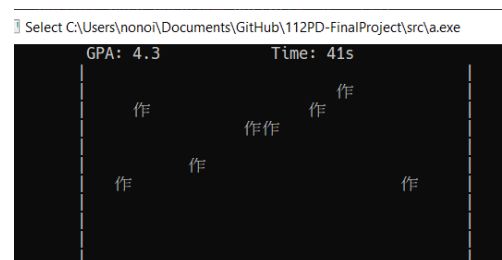 Select C:\Users\nonoi\Documents\GitHub\112PD-FinalProject\src\a.exe
GPA: 4.3 Time: 41s
作
作 作
作作
作
作 作